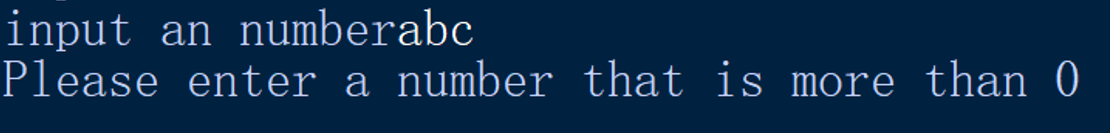 input an numberabc
Please enter a number that is more than 0